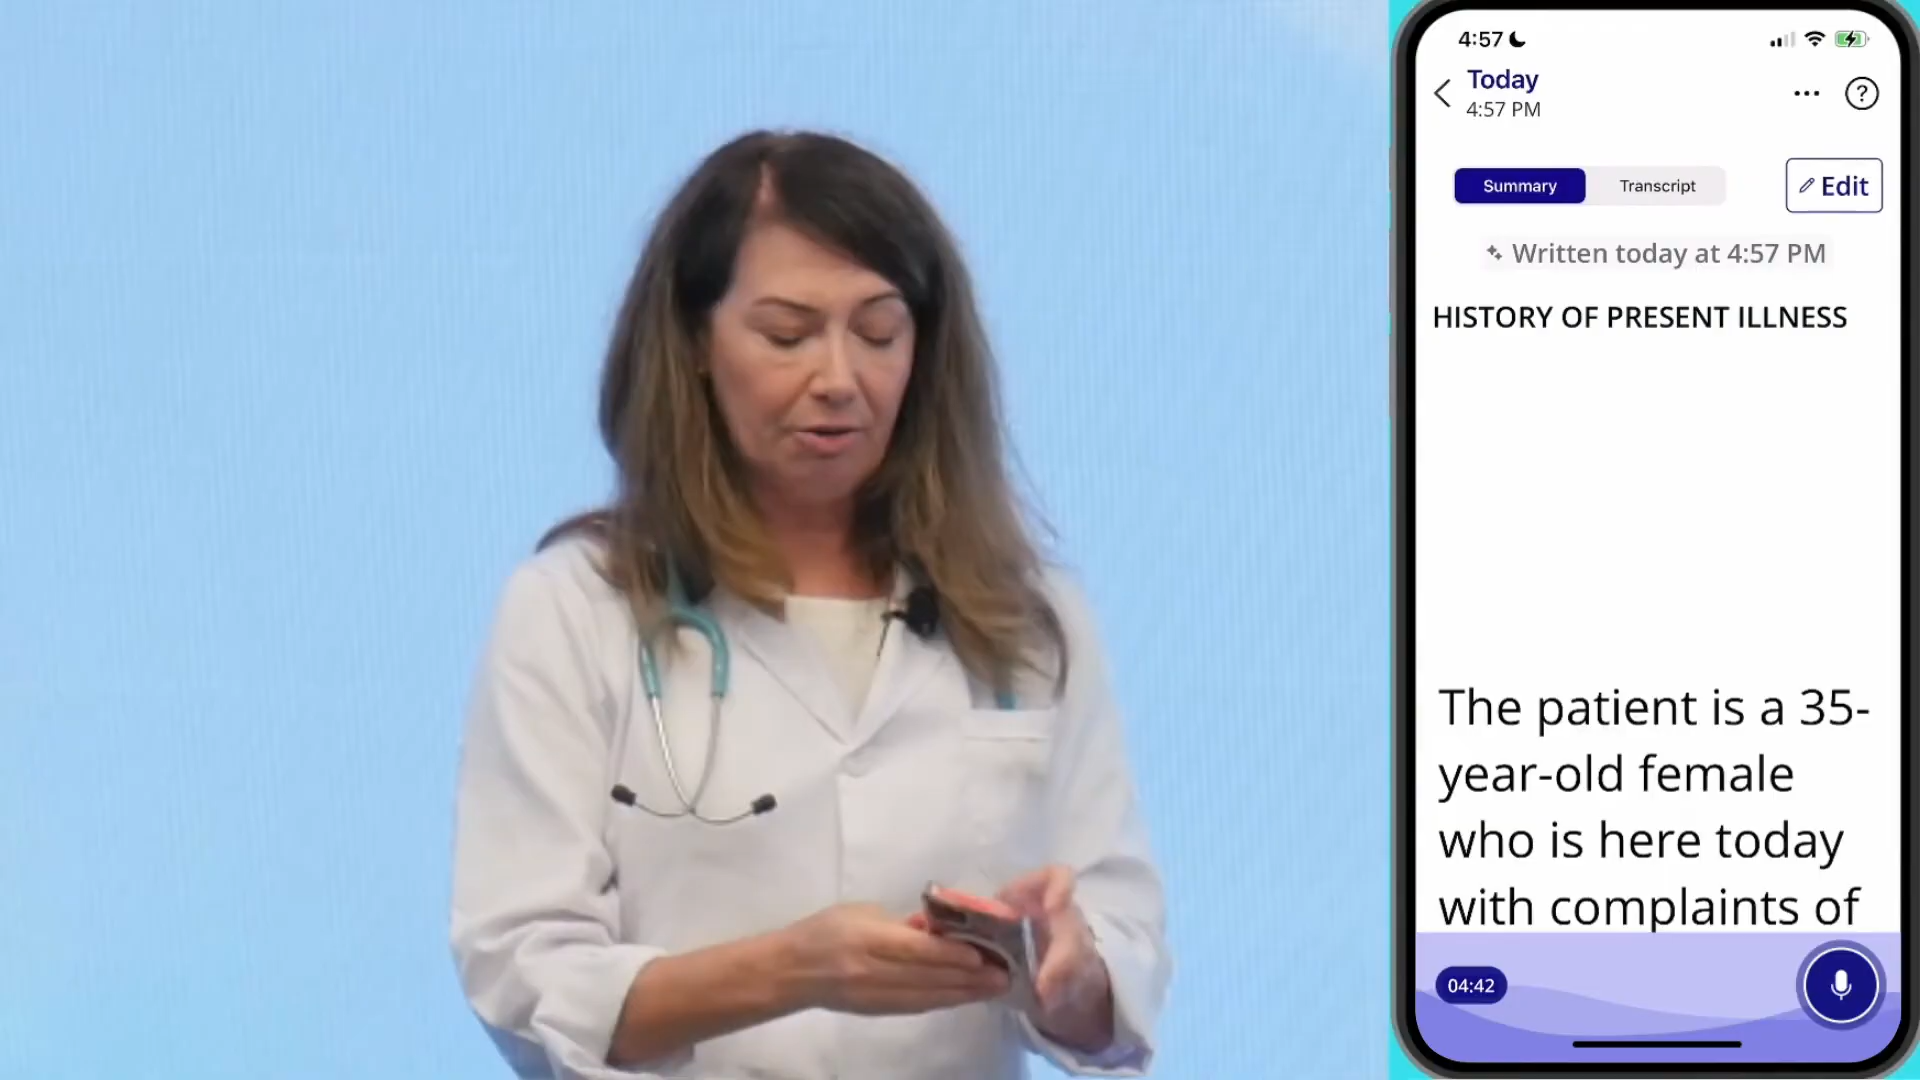 4:57
Today
4:57 PM
?
Summary
Transcript
Edit
Written today at 4:57 PM
HISTORY OF PRESENT ILLNESS
The patient is a 35-
year-old female
who is here today
with complaints of
04:42